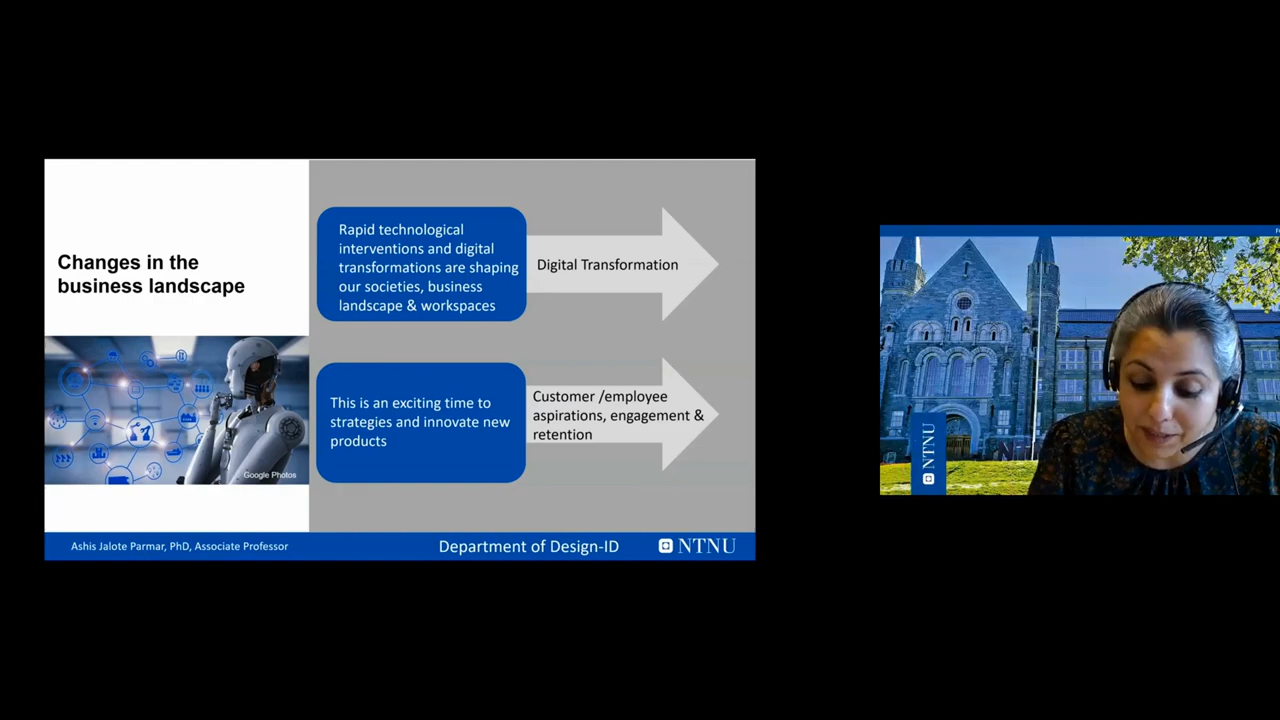 Changes in the
business landscape
Google Photos
Rapid technological
interventions and digital
transformations are shaping
our societies, business
landscape & workspaces
Digital Transformation
This is an exciting time to
strategies and innovate new
products
Customer /employee
aspirations, engagement &
retention
Ashis Jalote Parmar, PhD, Associate Professor
Department of Design-ID
NTNU
NTNU